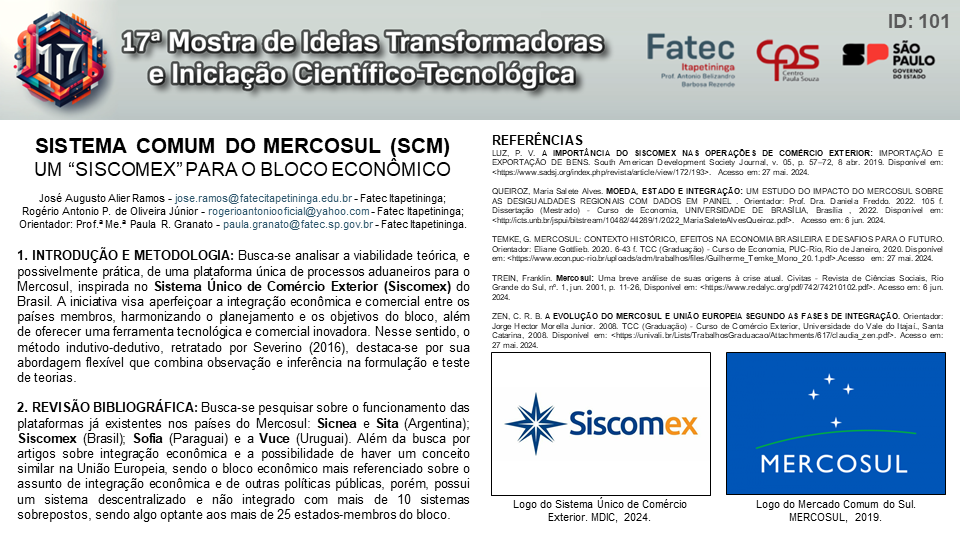 ID: 101
17
17ª Mostra de Ideias Transformadoras
e Iniciação Científico-Tecnológica
Fatec
Itapetininga
Prof. Antonio Belizandro
Barbosa Rezende
CPS
Centro
Paula Souza
SP
SÃO
PAULO
GOVERNO
DO ESTADO
SISTEMA COMUM DO MERCOSUL (SCM)
UM “SISCOMEX” PARA O BLOCO ECONÔMICO
José Augusto Alier Ramos - jose.ramos@fatecitapetininga.edu.br - Fatec Itapetininga;
Rogério Antonio P. de Oliveira Júnior - rogerioantoniooficial@yahoo.com - Fatec Itapetininga;
Orientador: Prof.ª Me.ª Paula R. Granato - paula.granato@fatec.sp.gov.br - Fatec Itapetininga.
1. INTRODUÇÃO E METODOLOGIA: Busca-se analisar a viabilidade teórica, e
possivelmente prática, de uma plataforma única de processos aduaneiros para o
Mercosul, inspirada no Sistema Único de Comércio Exterior (Siscomex) do
Brasil. A iniciativa visa aperfeiçoar a integração econômica e comercial entre os
países membros, harmonizando o planejamento e os objetivos do bloco, além
de oferecer uma ferramenta tecnológica e comercial inovadora. Nesse sentido, o
método indutivo-dedutivo, retratado por Severino (2016), destaca-se por sua
abordagem flexível que combina observação e inferência na formulação e teste
de teorias.
2. REVISÃO BIBLIOGRÁFICA: Busca-se pesquisar sobre o funcionamento das
plataformas já existentes nos países do Mercosul: Sicnea e Sita (Argentina);
Siscomex (Brasil); Sofia (Paraguai) e a Vuce (Uruguai). Além da busca por
artigos sobre integração econômica e a possibilidade de haver um conceito
similar na União Europeia, sendo o bloco econômico mais referenciado sobre o
assunto de integração econômica e de outras políticas públicas, porém, possui
um sistema descentralizado e não integrado com mais de 10 sistemas
sobrepostos, sendo algo optante aos mais de 25 estados-membros do bloco.
REFERÊNCIAS
LUZ, P. V. A IMPORTÂNCIA DO SISCOMEX NAS OPERAÇÕES DE COMÉRCIO EXTERIOR: IMPORTAÇÃO E
EXPORTAÇÃO DE BENS. South American Development Society Journal, v. 05, p. 57–72, 8 abr. 2019. Disponível em:
<https://www.sadsj.org/index.php/revista/article/view/172/193>. Acesso em: 27 mai. 2024.
QUEIROZ, Maria Salete Alves. MOEDA, ESTADO E INTEGRAÇÃO: UM ESTUDO DO IMPACTO DO MERCOSUL SOBRE
AS DESIGUALDADES REGIONAIS COM DADOS EM PAINEL . Orientador: Prof. Dra. Daniela Freddo. 2022. 105 f.
Dissertação (Mestrado) - Curso de Economia, UNIVERSIDADE DE BRASÍLIA, Brasília , 2022. Disponível em:
<http://icts.unb.br/jspui/bitstream/10482/44269/1/2022_MariaSaleteAlvesQueiroz.pdf>. Acesso em: 6 jun. 2024.
TEMKE, G. MERCOSUL: CONTEXTO HISTÓRICO, EFEITOS NA ECONOMIA BRASILEIRA E DESAFIOS PARA O FUTURO.
Orientador: Eliane Gottlieb. 2020. 6-43 f. TCC (Graduação) - Curso de Economia, PUC-Rio, Rio de Janeiro, 2020. Disponível
em: <https://www.econ.puc-rio.br/uploads/adm/trabalhos/files/Guilherme_Temke_Mono_20.1.pdf>.Acesso em: 27 mai. 2024.
TREIN, Franklin. Mercosul: Uma breve análise de suas origens à crise atual. Civitas - Revista de Ciências Sociais, Rio
Grande do Sul, nº. 1, jun. 2001, p. 11-26, Disponível em: <https://www.redalyc.org/pdf/742/74210102.pdf>. Acesso em: 6 jun.
2024.
ZEN, C. R. B. A EVOLUÇÃO DO MERCOSUL E UNIÃO EUROPEIA SEGUNDO AS FASES DE INTEGRAÇÃO. Orientador:
Jorge Hector Morella Junior. 2008. TCC (Graduação) - Curso de Comércio Exterior, Universidade do Vale do Itajaí., Santa
Catarina, 2008. Disponível em: <https://univali.br/Lists/TrabalhosGraduacao/Attachments/617/claudia_zen.pdf>. Acesso em:
27 mai. 2024.
Siscomex
MERCOSUL
Logo do Sistema Único de Comércio
Exterior. MDIC, 2024.
Logo do Mercado Comum do Sul.
MERCOSUL, 2019.